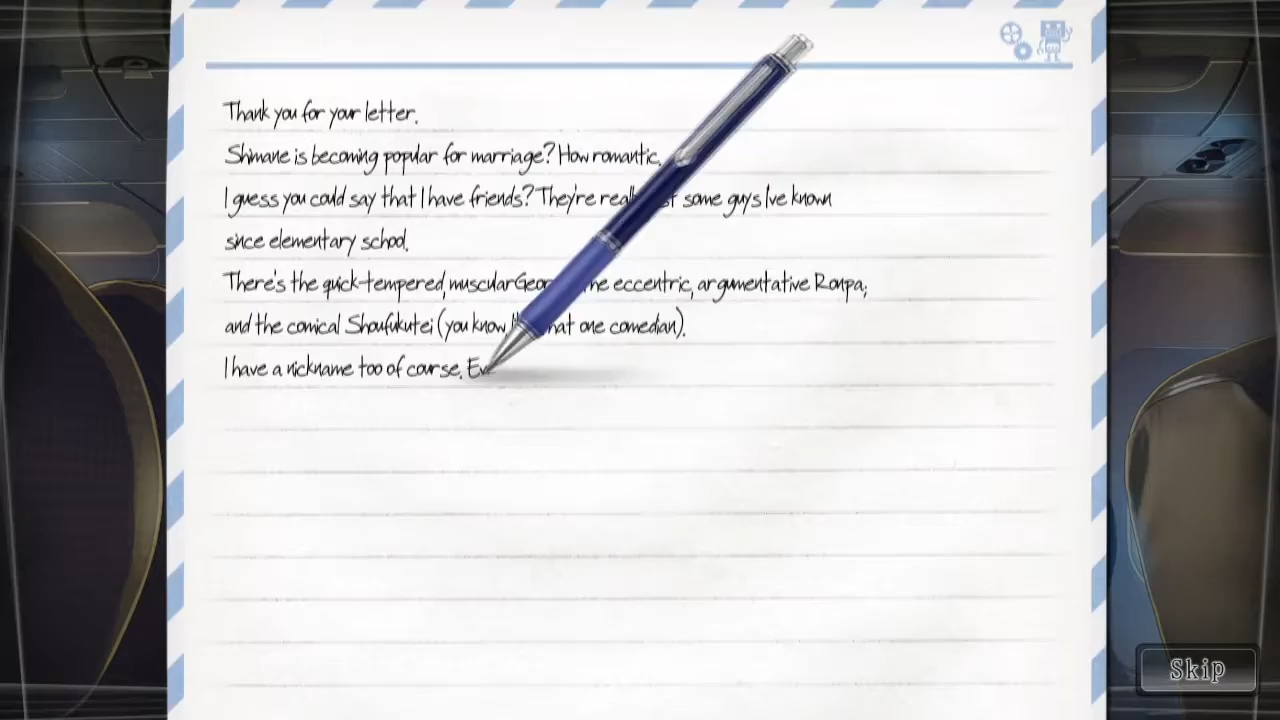 Thank you for your letter.
Shimane is becoming popular for marriage? How romantic.
I guess you could say that I have friends? They're some guys I've known
since elementary school.
There's the quick-tempered, muscular eccentric, argumentative Ronpa;
and the comical Shoufukutei (you know that one comedian).
I have a nickname too of course.
Skip